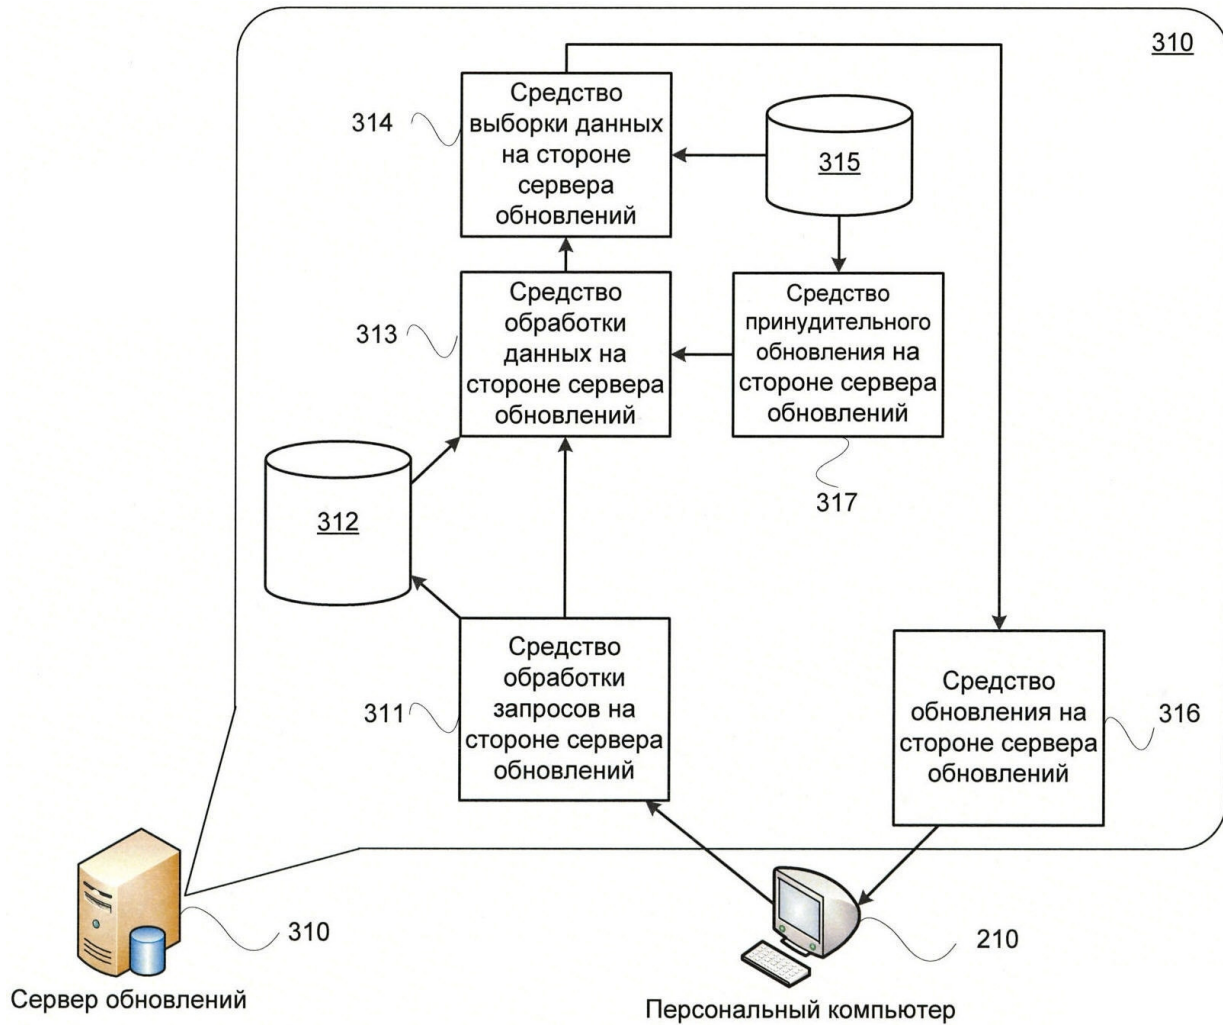 310
Средство
выборки данных
на стороне
сервера
обновлений
314
315
Средство
обработки
данных на
стороне сервера
обновлений
313
Средство
принудительного
обновления на
стороне сервера
обновлений
317
312
Средство
обработки
запросов на
стороне сервера
обновлений
311
Средство
обновления на
стороне сервера
обновлений
316
310
210
Сервер обновлений
Персональный компьютер